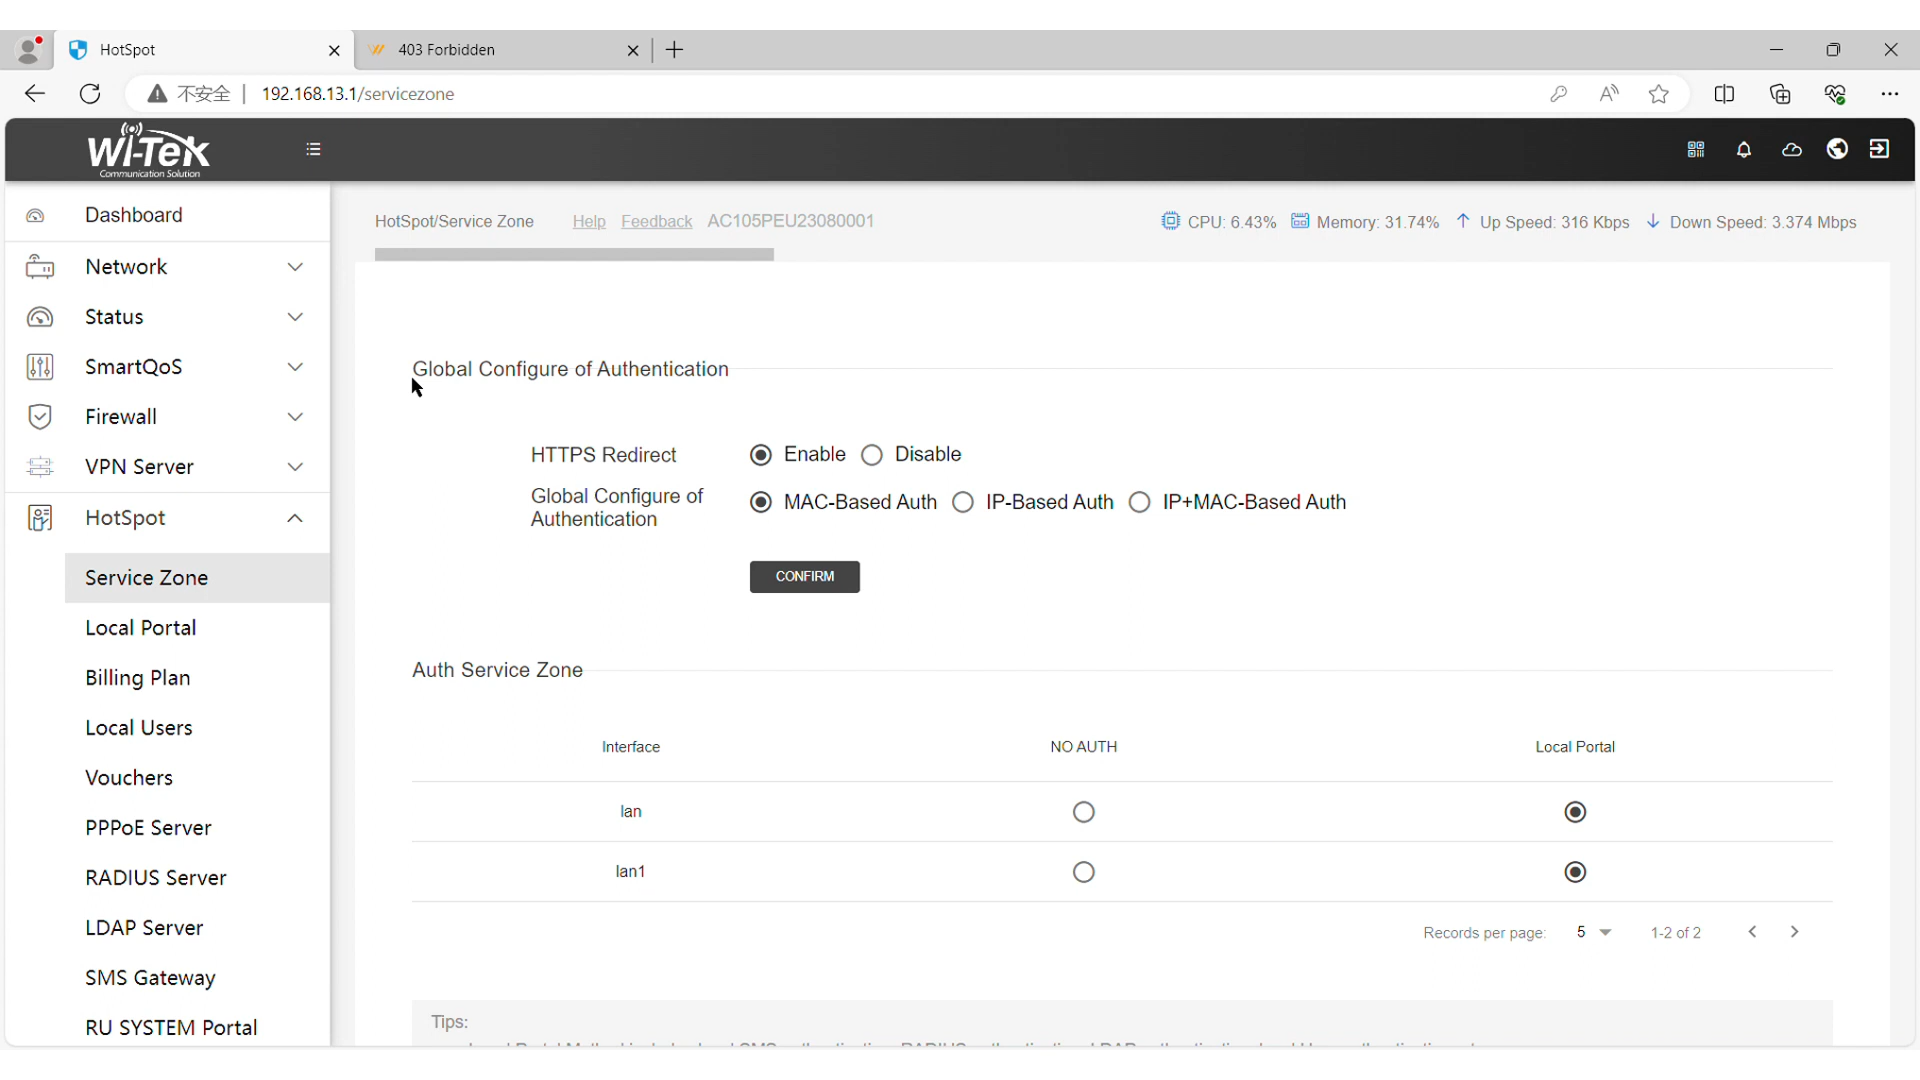 HotSpot
403 Forbidden
不安全 192.168.13.1/servicezone
Wi-Tek
Communication Solution
Dashboard
Network
Status
SmartQoS
Firewall
VPN Server
HotSpot
Service Zone
Local Portal
Billing Plan
Local Users
Vouchers
PPPoE Server
RADIUS Server
LDAP Server
SMS Gateway
RU SYSTEM Portal
HotSpot/Service Zone Help Feedback AC105PEU23080001
CPU: 6.43% Memory: 31.74% Up Speed: 316 Kbps Down Speed: 3.374 Mbps
Global Configure of Authentication
HTTPS Redirect Enable Disable
Global Configure of
Authentication
MAC-Based Auth IP-Based Auth IP+MAC-Based Auth
CONFIRM
Auth Service Zone
Interface NO AUTH Local Portal
lan
lan1
Records per page: 5 1-2 of 2
Tips: